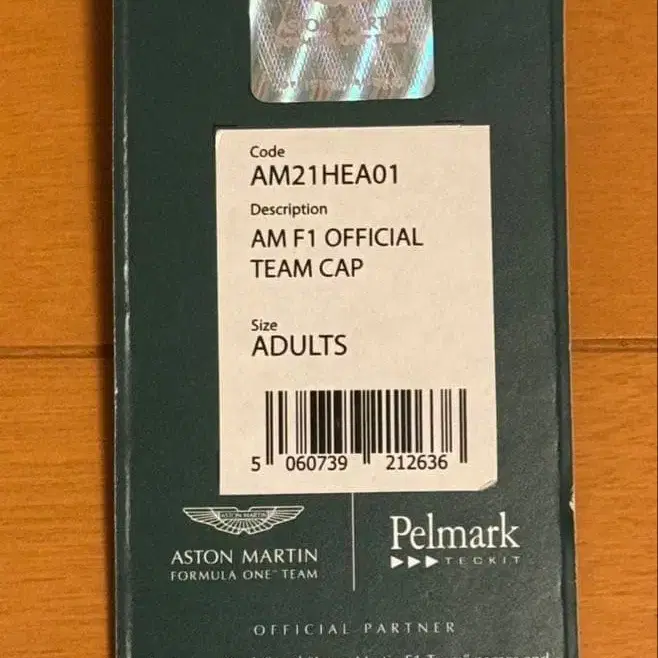 Code
AM21HEA01
Description
AM F1 OFFICIAL
TEAM CAP
Size
ADULTS
5 060739 212636
ASTON MARTIN
ASTON MARTIN
FORMULA ONE™ TEAM
Pelmark
TECKIT
OFFICIAL PARTNER